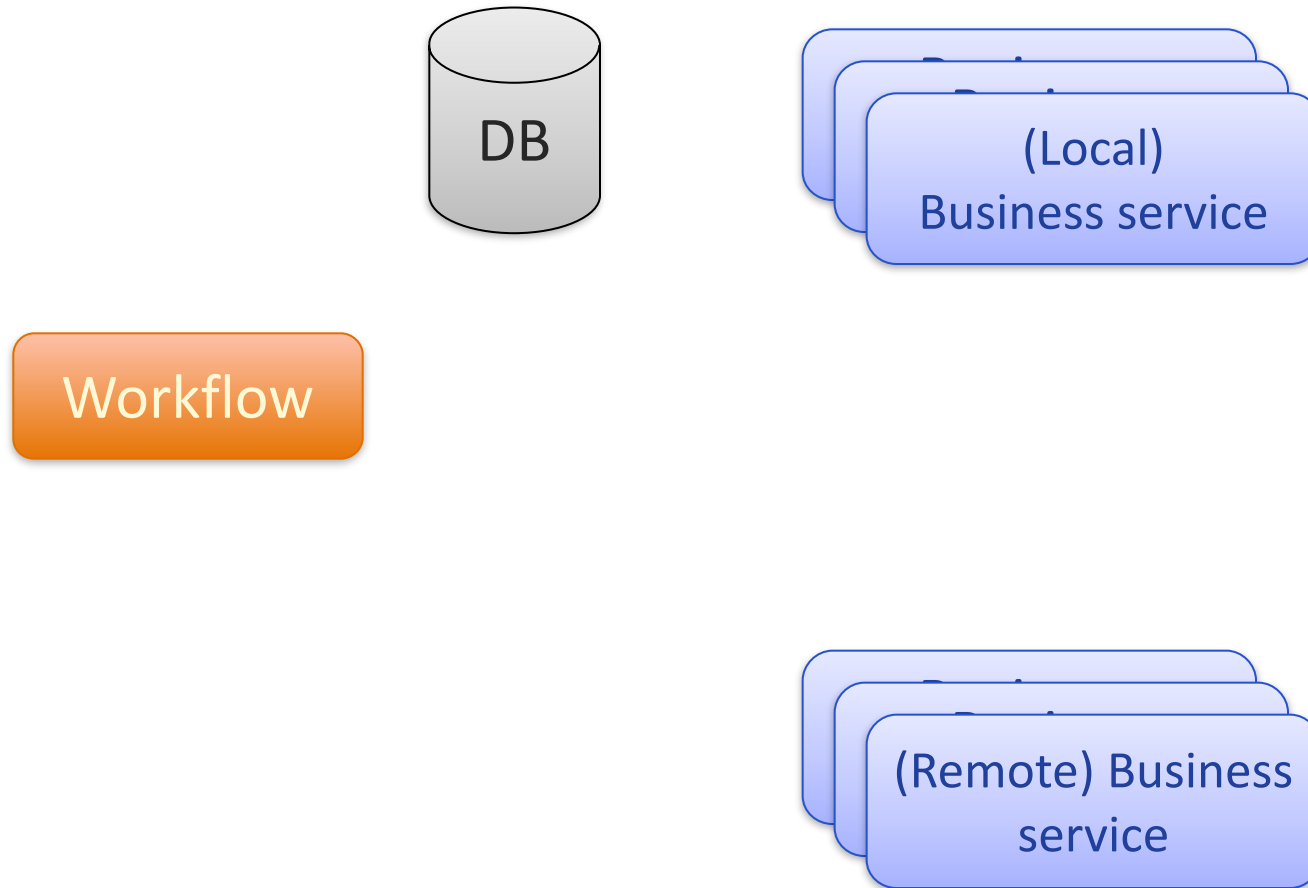 DB
(Local)
Business service
Workflow
(Remote) Business
service